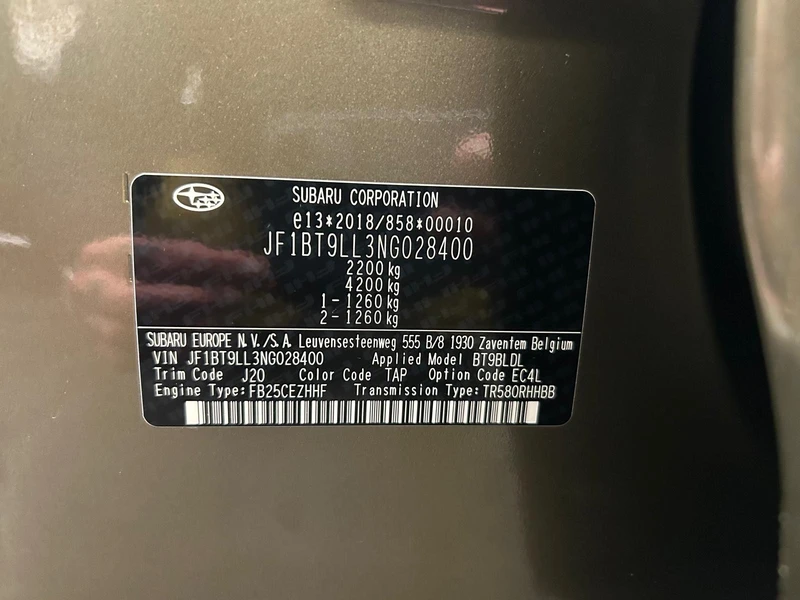 SUBARU CORPORATION
e13*2018/858*00010
JF1BT9LL3NG028400
2200 kg
4200 kg
1 - 1260 kg
2 - 1260 kg
SUBARU EUROPE N.V./S.A. Leuvensesteenweg 555 B/8 1930 Zaventem Belgium
VIN JF1BT9LL3NG028400 Applied Model BT9BLDL
Trim Code J20 Color Code TAP Option Code EC4L
Engine Type: FB25CEZHHF Transmission Type: TR580RHHBB